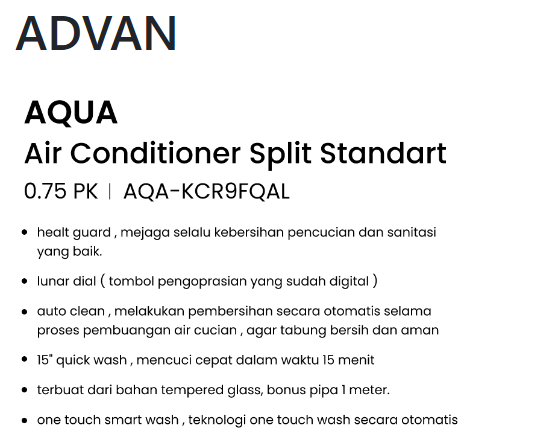 ADVAN
AQUA
Air Conditioner Split Standart
0.75 PK | AQA-KCR9FQAL
• healt guard , mejaga selalu kebersihan pencucian dan sanitasi
yang baik.
• lunar dial ( tombol pengoprasian yang sudah digital )
• auto clean , melakukan pembersihan secara otomatis selama
proses pembuangan air cucian , agar tabung bersih dan aman
• 15" quick wash , mencuci cepat dalam waktu 15 menit
• terbuat dari bahan tempered glass, bonus pipa 1 meter.
• one touch smart wash , teknologi one touch wash secara otomatis